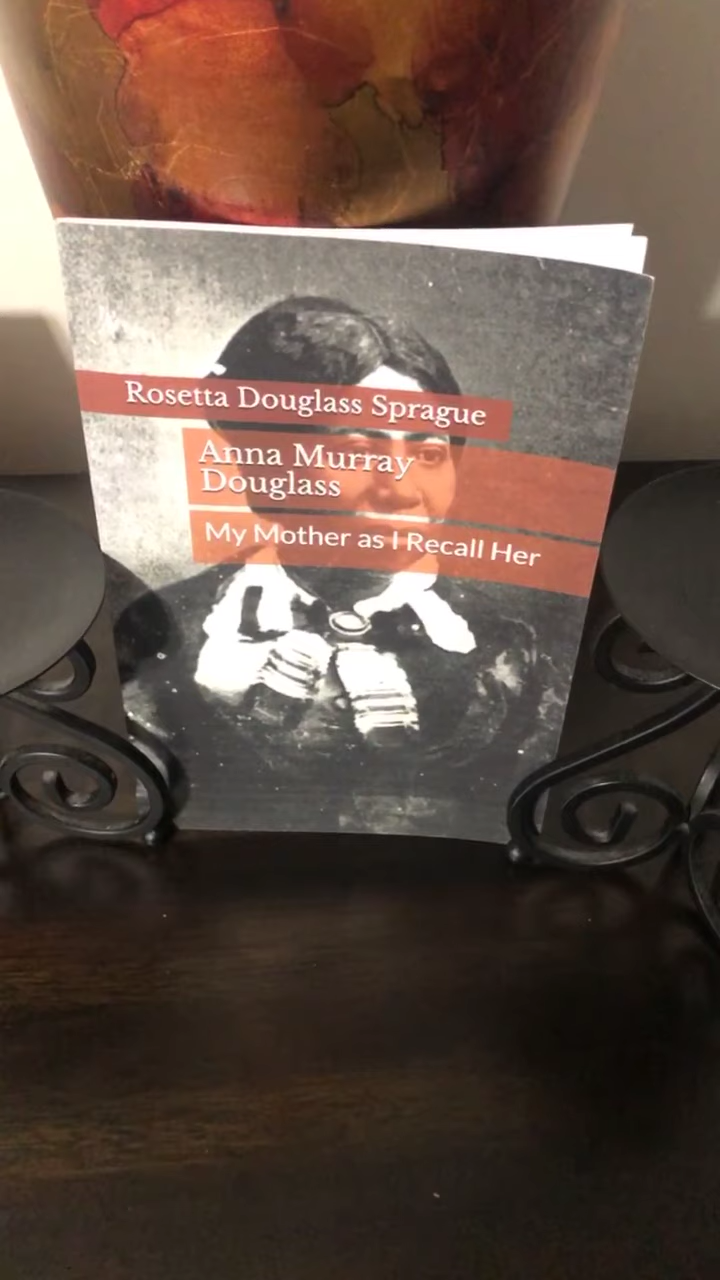 Rosetta Douglass Sprague
Anna Murray
Douglass
My Mother as I Recall Her